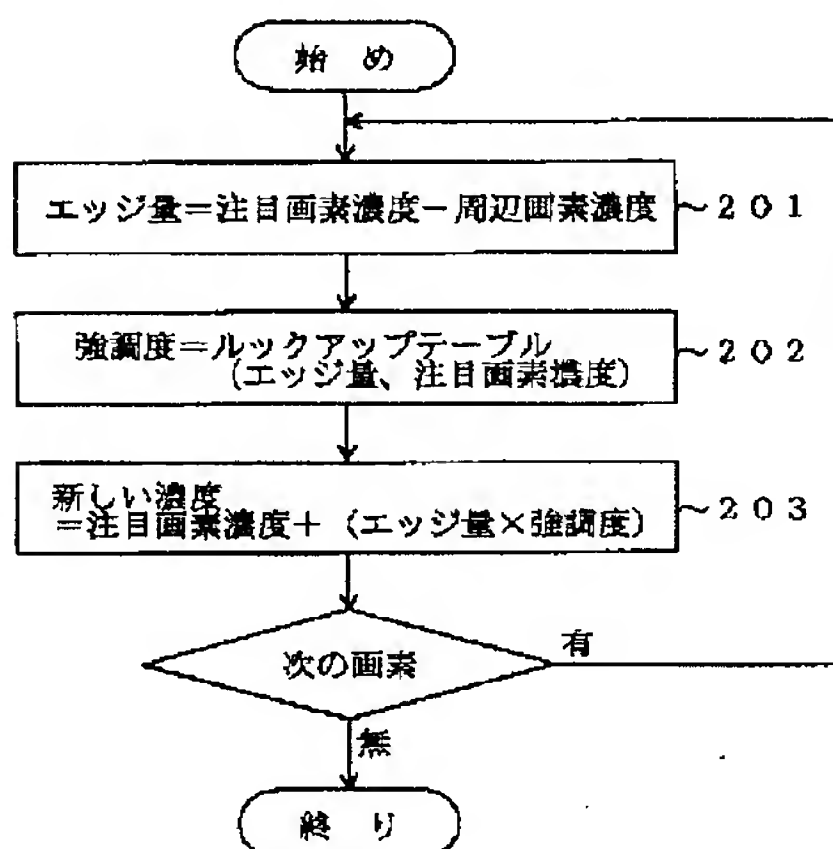 始め
エッジ量＝注目画素濃度－周辺画素濃度 ～201
強調度＝ルックアップテーブル
（エッジ量、注目画素濃度） ～202
新しい濃度
＝注目画素濃度＋（エッジ量×強調度） ～203
次の画素 有
無
終り